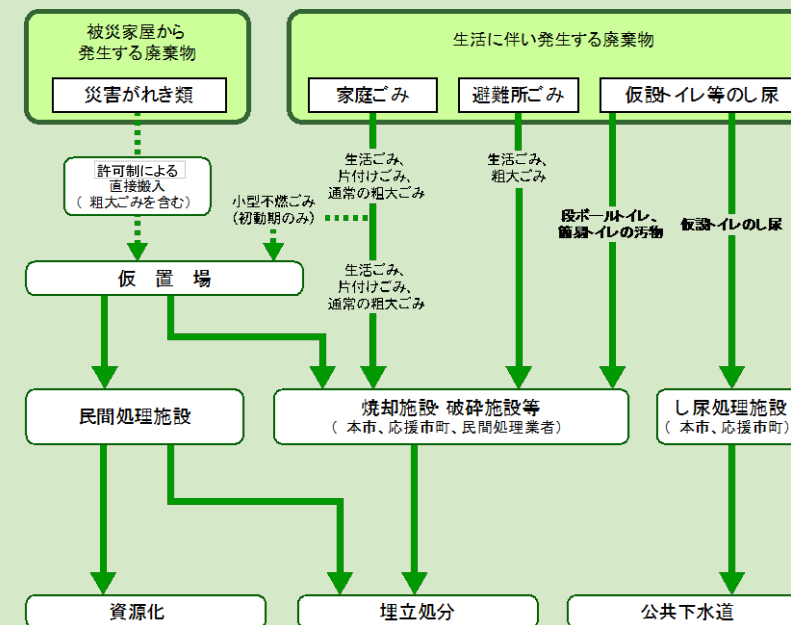 被災家屋から
発生する廃棄物
災害がれき類
生活に伴い発生する廃棄物
家庭ごみ
避難所ごみ
仮設トイレ等のし尿
許可制による
直接搬入
( 粗大ごみを含む)
小型不燃ごみ
(初動期のみ)
生活ごみ、
片付けごみ、
通常の粗大ごみ
生活ごみ、
粗大ごみ
段ボールトイレ、
簡易トイレの汚物
仮設トイレのし尿
仮 置 場
生活ごみ、
片付けごみ、
通常の粗大ごみ
民間処理施設
焼却施設・破砕施設等
( 本市、応援市町、民間処理業者)
し尿処理施設
( 本市、応援市町)
資源化
埋立処分
公共下水道